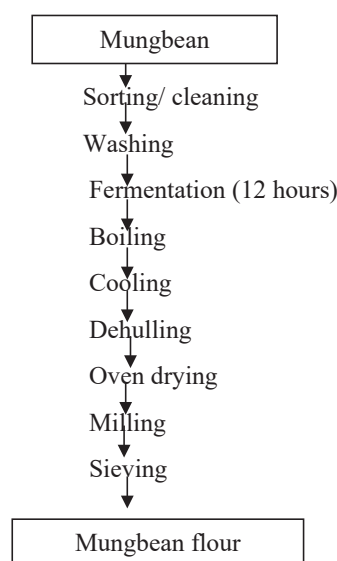 Mungbean
Sorting/ cleaning
Washing
Fermentation (12 hours)
Boiling
Cooling
Dehulling
Oven drying
Milling
Sieving
Mungbean flour